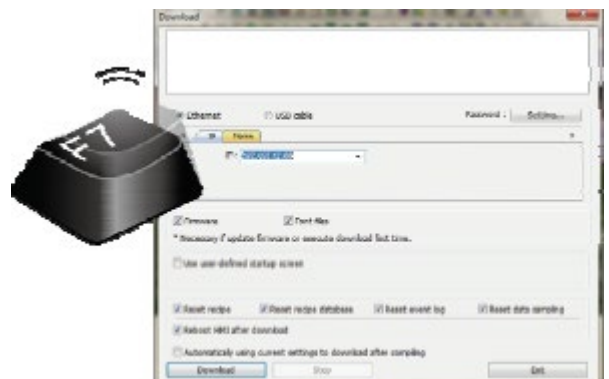 Download
Ethernet USB cable Password : Setting...
IP Name
IP :
F7
Firmware Font files
* Necessary if update firmware or execute download first time.
Use user-defined startup screen
Reset recipe Reset recipe database Reset event log Reset data sampling
Reboot HMI after download
Automatically using current settings to download after compiling
Download Stop Exit